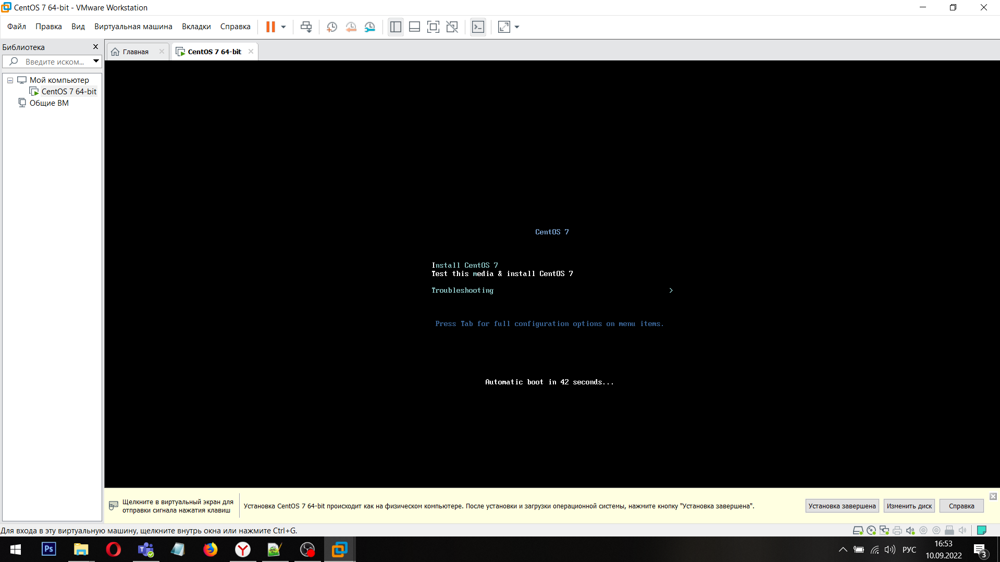 CentOS 7 64-bit - VMware Workstation
Файл Правка Вид Виртуальная машина Вкладки Справка
Библиотека
Введите иском...
Мой компьютер
CentOS 7 64-bit
Общие ВМ
Главная
CentOS 7 64-bit
CentOS 7
Install CentOS 7
Test this media & install CentOS 7
Troubleshooting >
Press Tab for full configuration options on menu items.
Automatic boot in 42 seconds...
Щелкните в виртуальный экран для
отправки сигнала нажатия клавиш
Установка CentOS 7 64-bit происходит как на физическом компьютере. После установки и загрузки операционной системы, нажмите кнопку "Установка завершена".
Установка завершена
Изменить диск
Справка
Для входа в эту виртуальную машину, щелкните внутрь окна или нажмите Ctrl+G.
Ps
РУС
16:53
10.09.2022
3